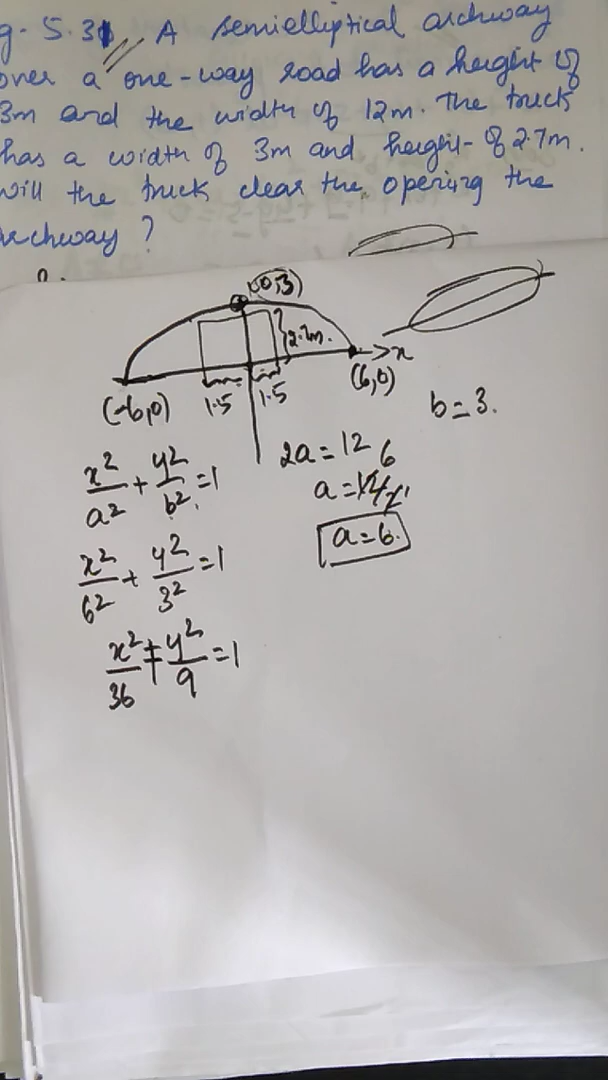 g. 5.31 A semielliptical archway
over a one-way road has a height of
3m and the width of 12m. The truck
has a width of 3m and height of 2.7m.
will the truck clear the opening the
archway ?
(0,3)
2.7m.
x
(-6,0) 1.5 1.5 (6,0)
b=3.
x²/a² + y²/b² = 1
2a = 12 6
a =
a=6.
x²/6² + y²/3² = 1
x²/36 + y²/9 = 1